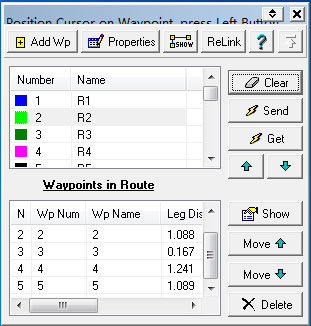 Position Cursor on Waypoint, press Left Button
Add Wp Properties SHOW ReLink ?
Number Name
1 R1
2 R2
3 R3
4 R4
5 R5
Clear
Send
Get
Waypoints in Route
N Wp Num Wp Name Leg Dis
2 2 2 1.088
3 3 3 0.167
4 4 4 1.241
5 5 5 1.089
Show
Move
Move
Delete